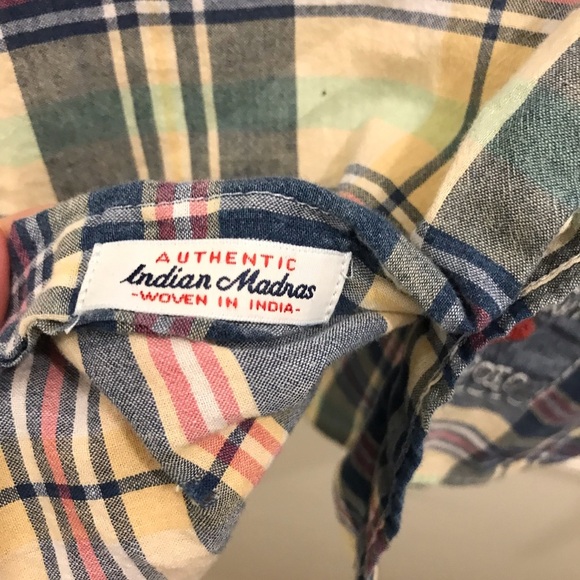 AUTHENTIC
Indian Madras
-WOVEN IN INDIA-